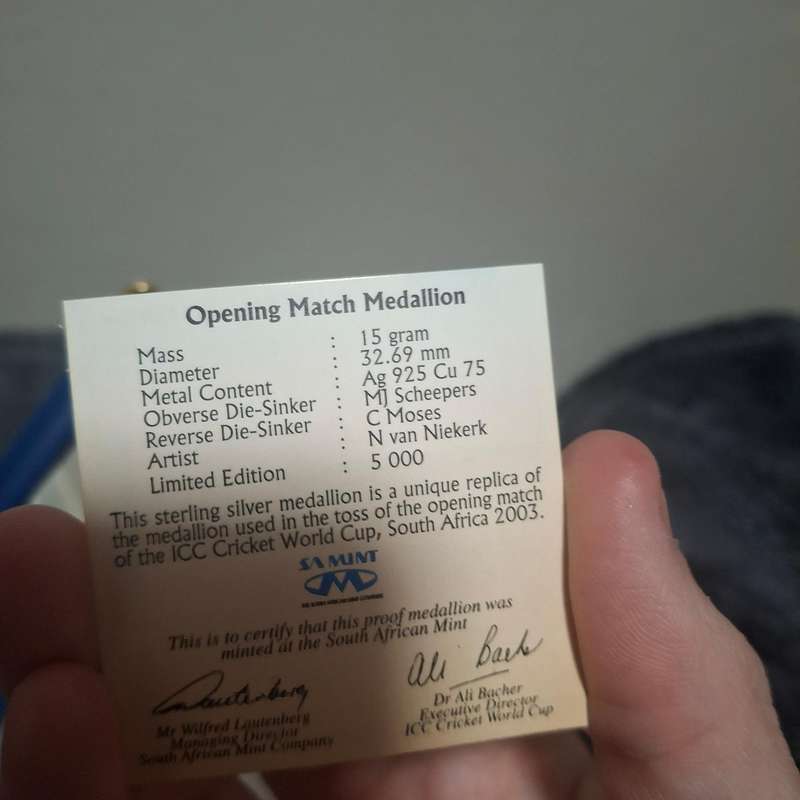 Opening Match Medallion
Mass : 15 gram
Diameter : 32.69 mm
Metal Content : Ag 925 Cu 75
Obverse Die-Sinker : MJ Scheepers
Reverse Die-Sinker : C Moses
Artist : N van Niekerk
Limited Edition : 5 000
This sterling silver medallion is a unique replica of
the medallion used in the toss of the opening match
of the ICC Cricket World Cup, South Africa 2003.
SA MINT
This is to certify that this proof medallion was
minted at the South African Mint
Ali Bacher
Mr Wilfred Lautenberg
Managing Director
South African Mint Company
Dr Ali Bacher
Executive Director
ICC Cricket World Cup